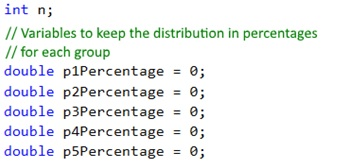 int n;
// Variables to keep the distribution in percentages
// for each group
double p1Percentage = 0;
double p2Percentage = 0;
double p3Percentage = 0;
double p4Percentage = 0;
double p5Percentage = 0;